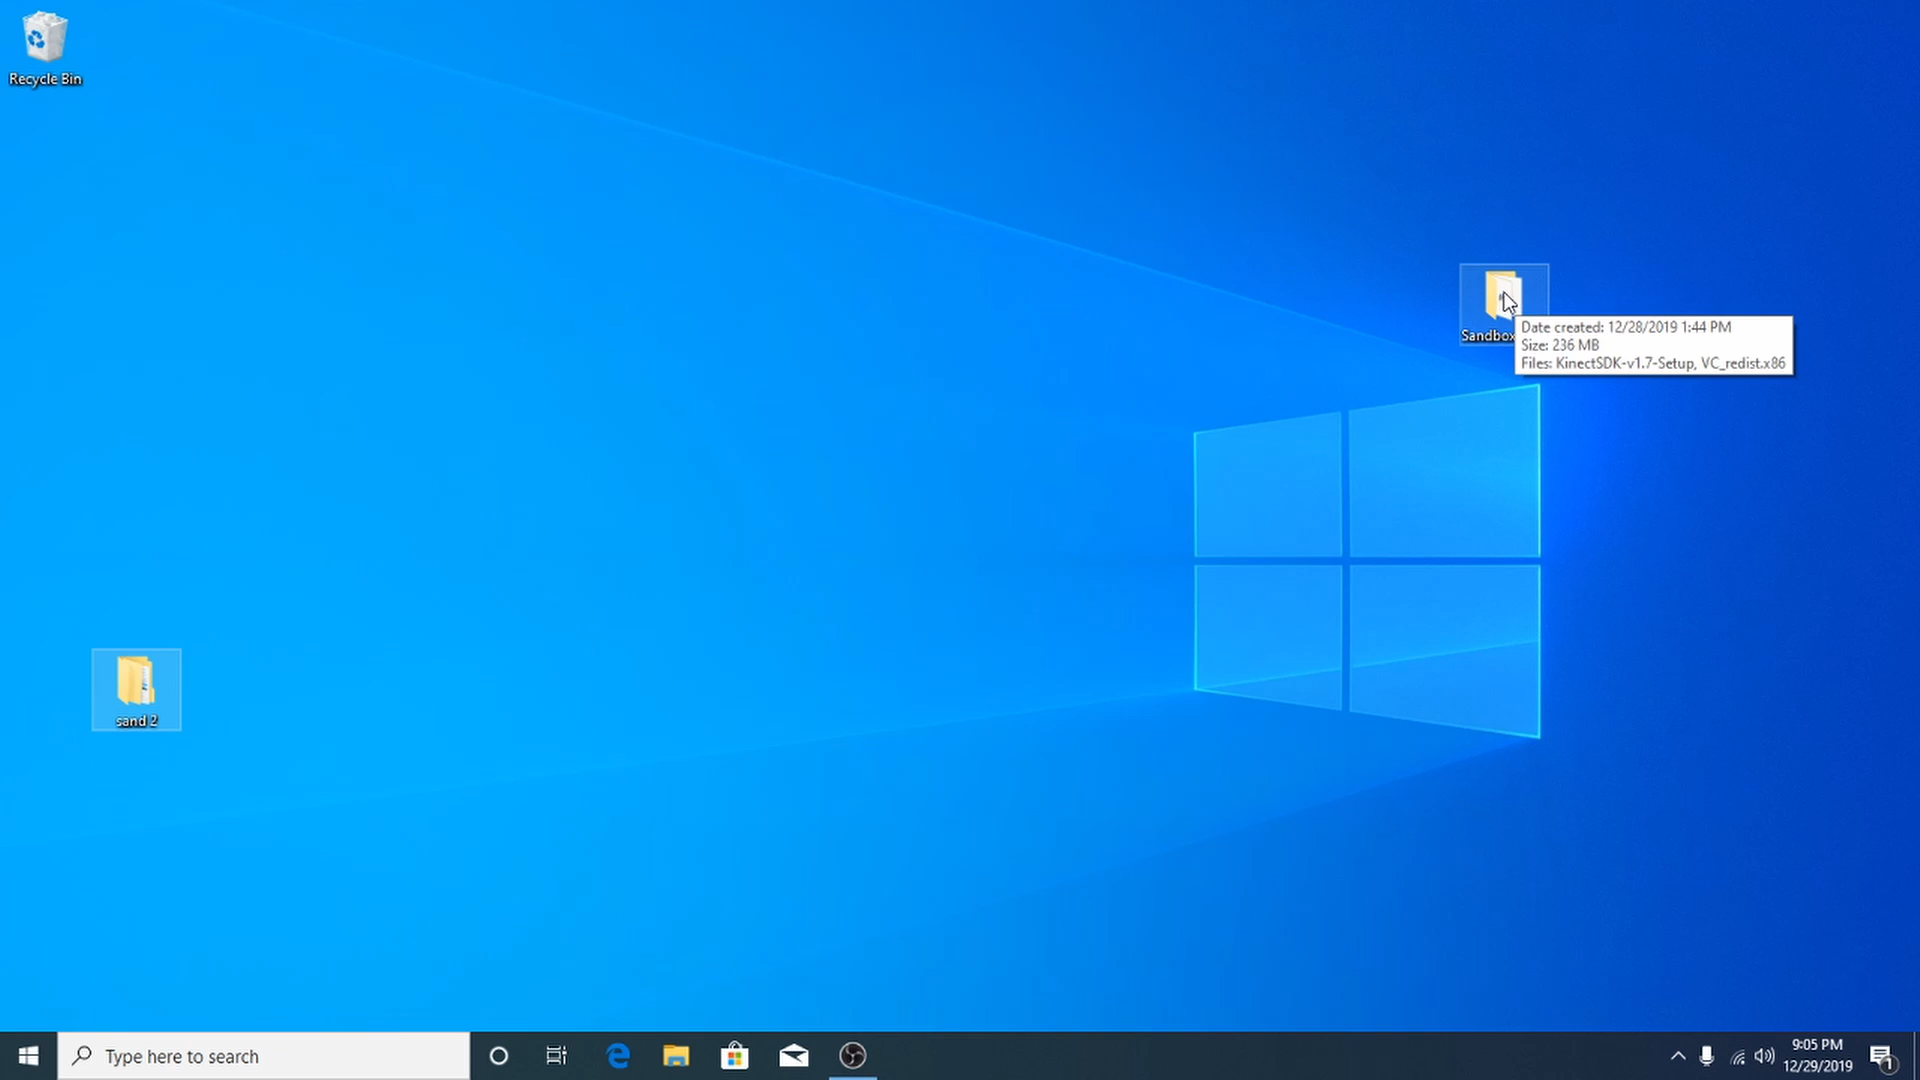 Recycle Bin
Sandbox
Date created: 12/28/2019 1:44 PM
Size: 236 MB
Files: KinectSDK-v1.7-Setup, VC_redist.x86
sand 2
Type here to search
9:05 PM
12/29/2019
1